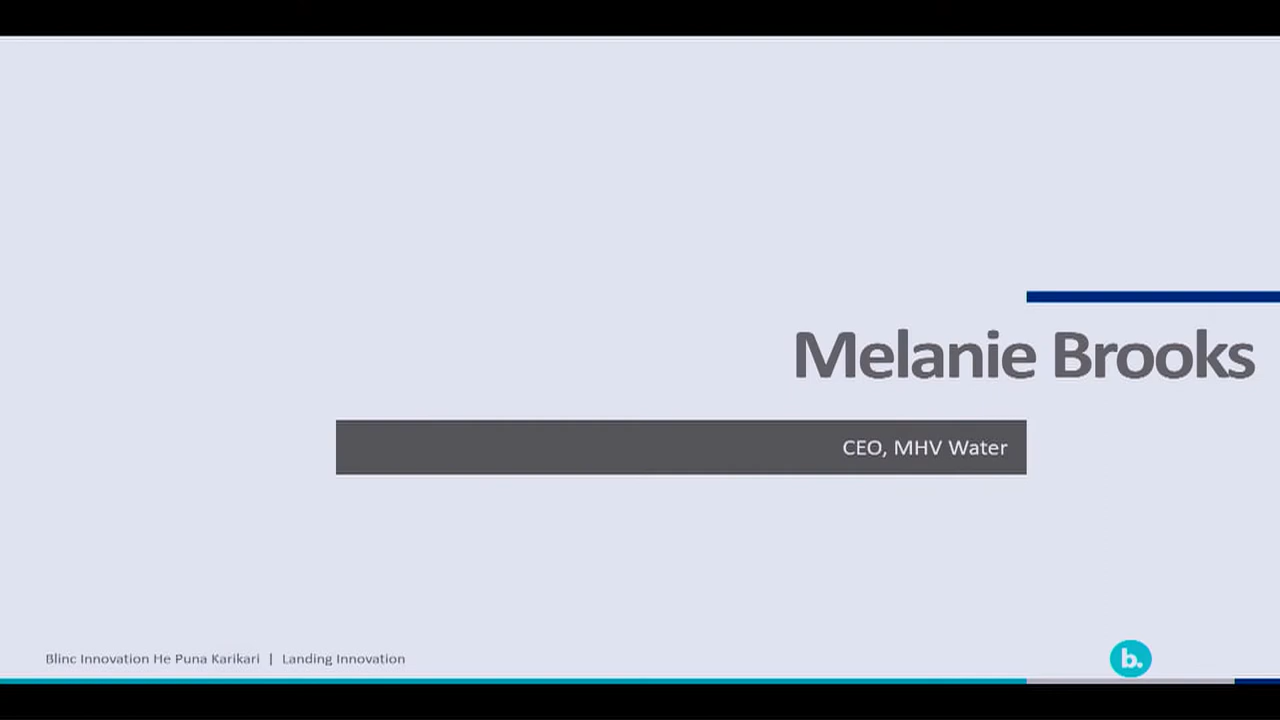 Melanie Brooks
CEO, MHV Water
Blinc Innovation He Puna Karikari | Landing Innovation
b.